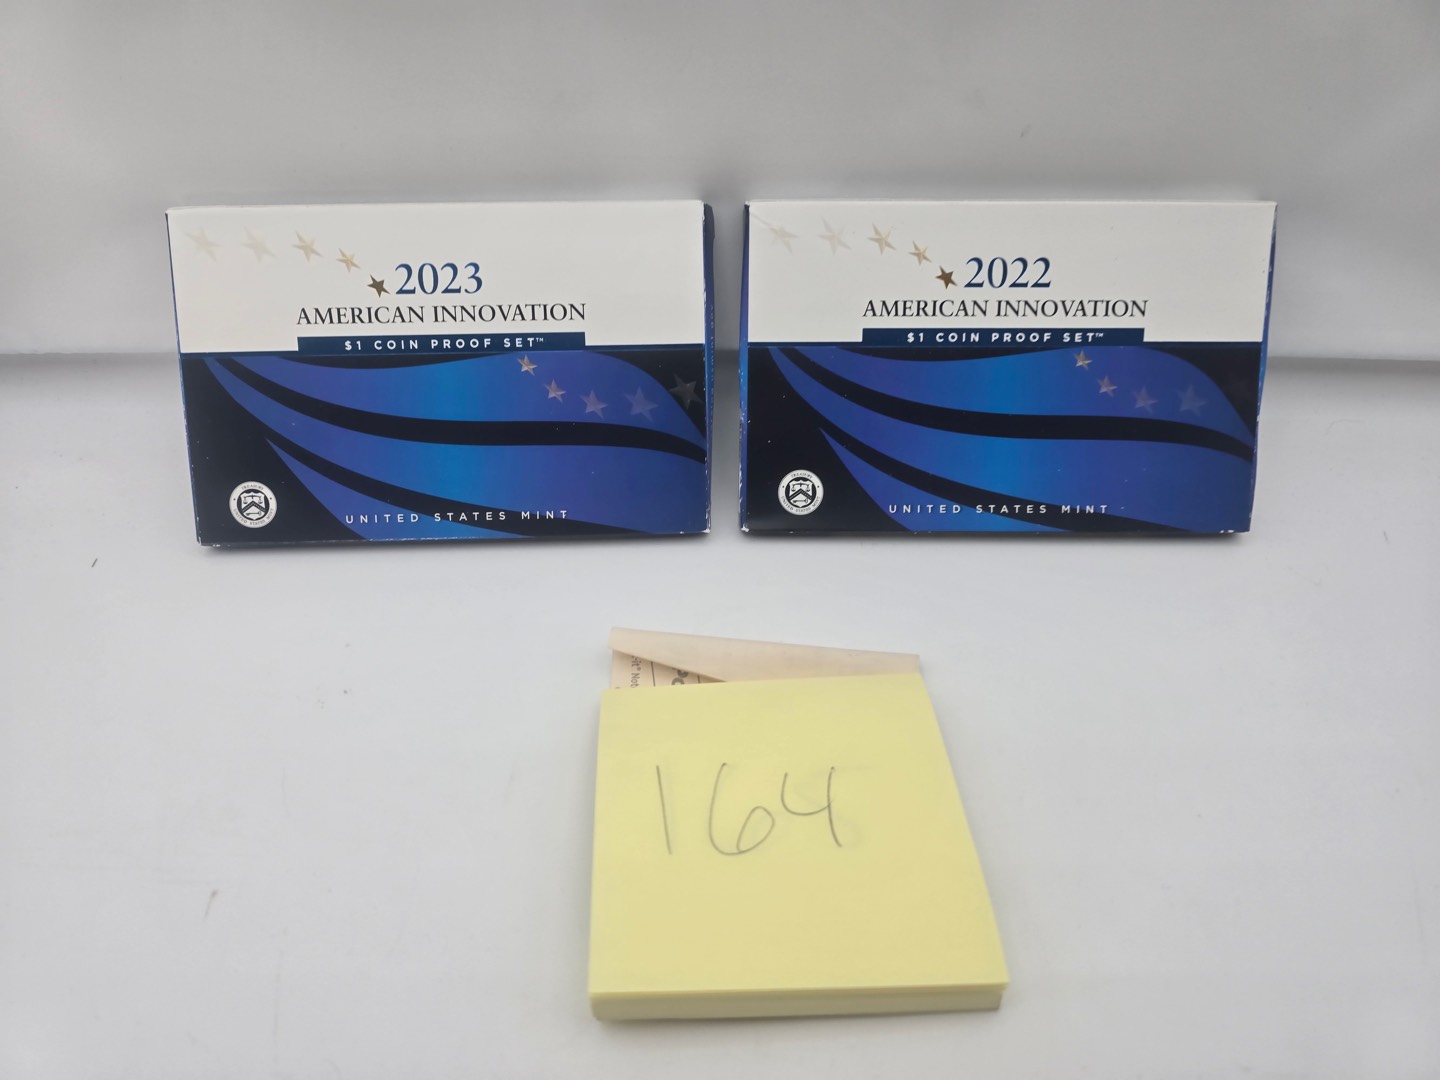 2023
AMERICAN INNOVATION
$1 COIN PROOF SET™
UNITED STATES MINT
2022
AMERICAN INNOVATION
$1 COIN PROOF SET™
UNITED STATES MINT
164